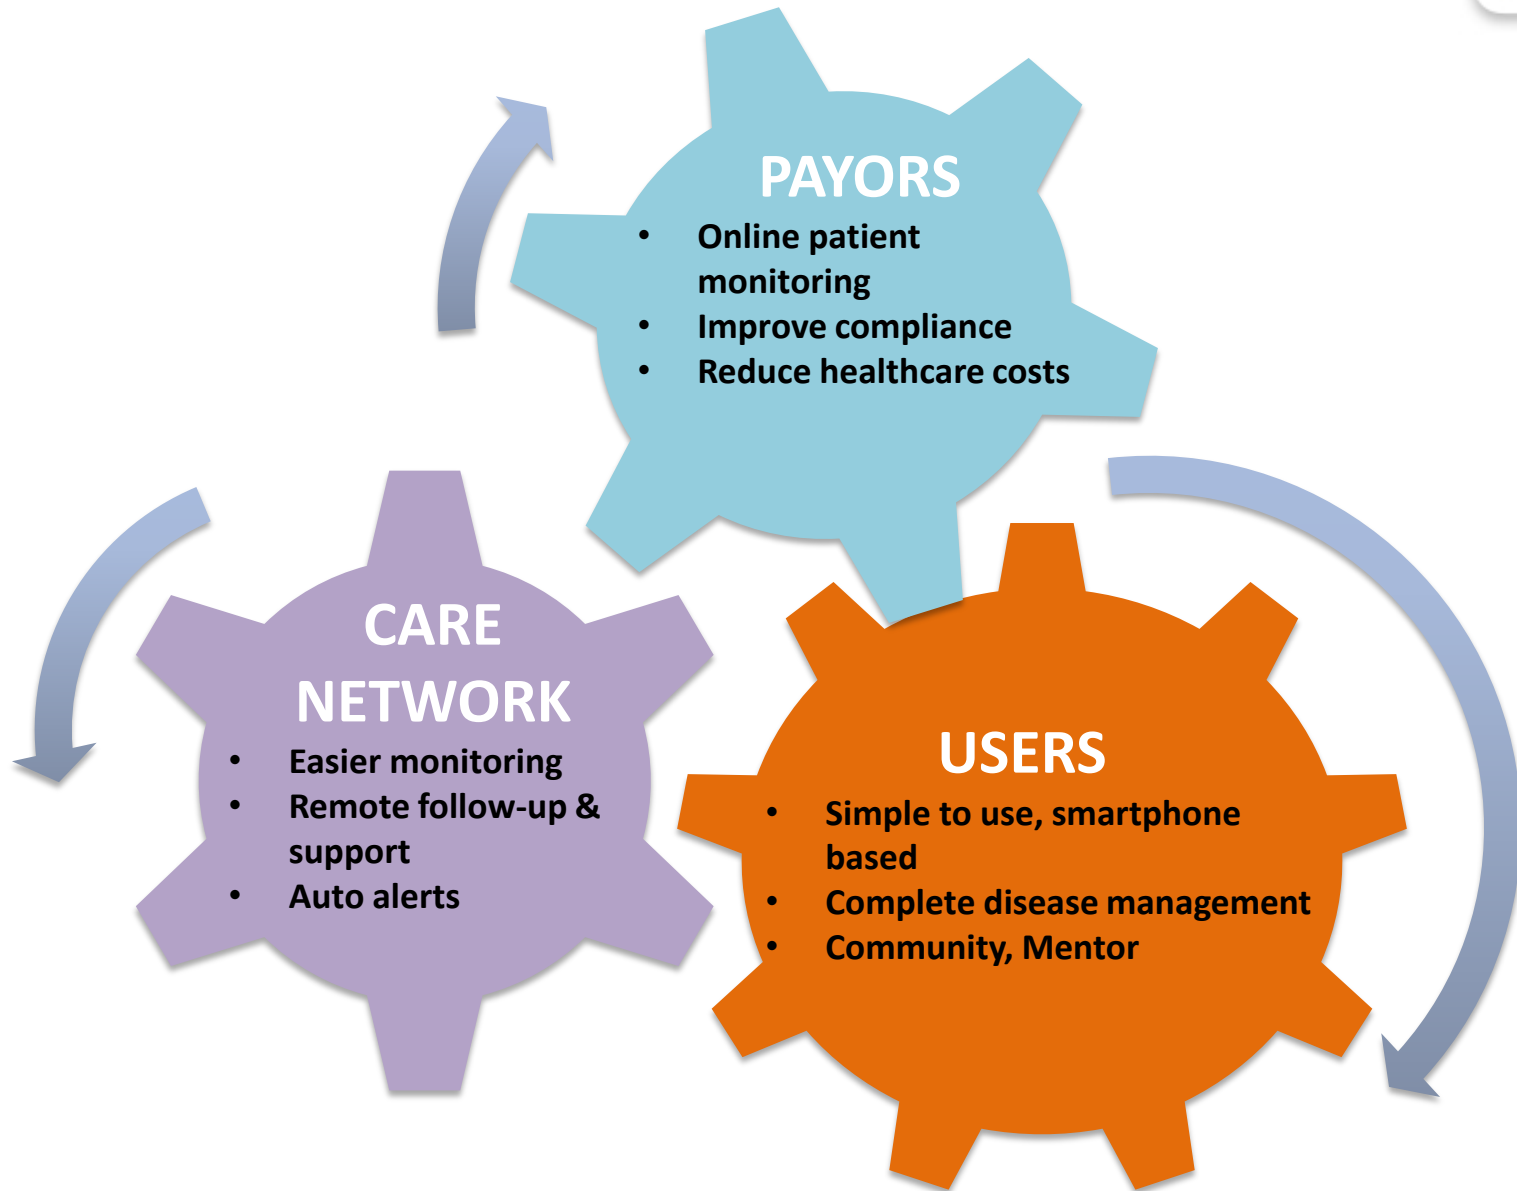 PAYORS
• Online patient
monitoring
• Improve compliance
• Reduce healthcare costs
CARE
NETWORK
• Easier monitoring
• Remote follow-up &
support
• Auto alerts
USERS
• Simple to use, smartphone
based
• Complete disease management
• Community, Mentor